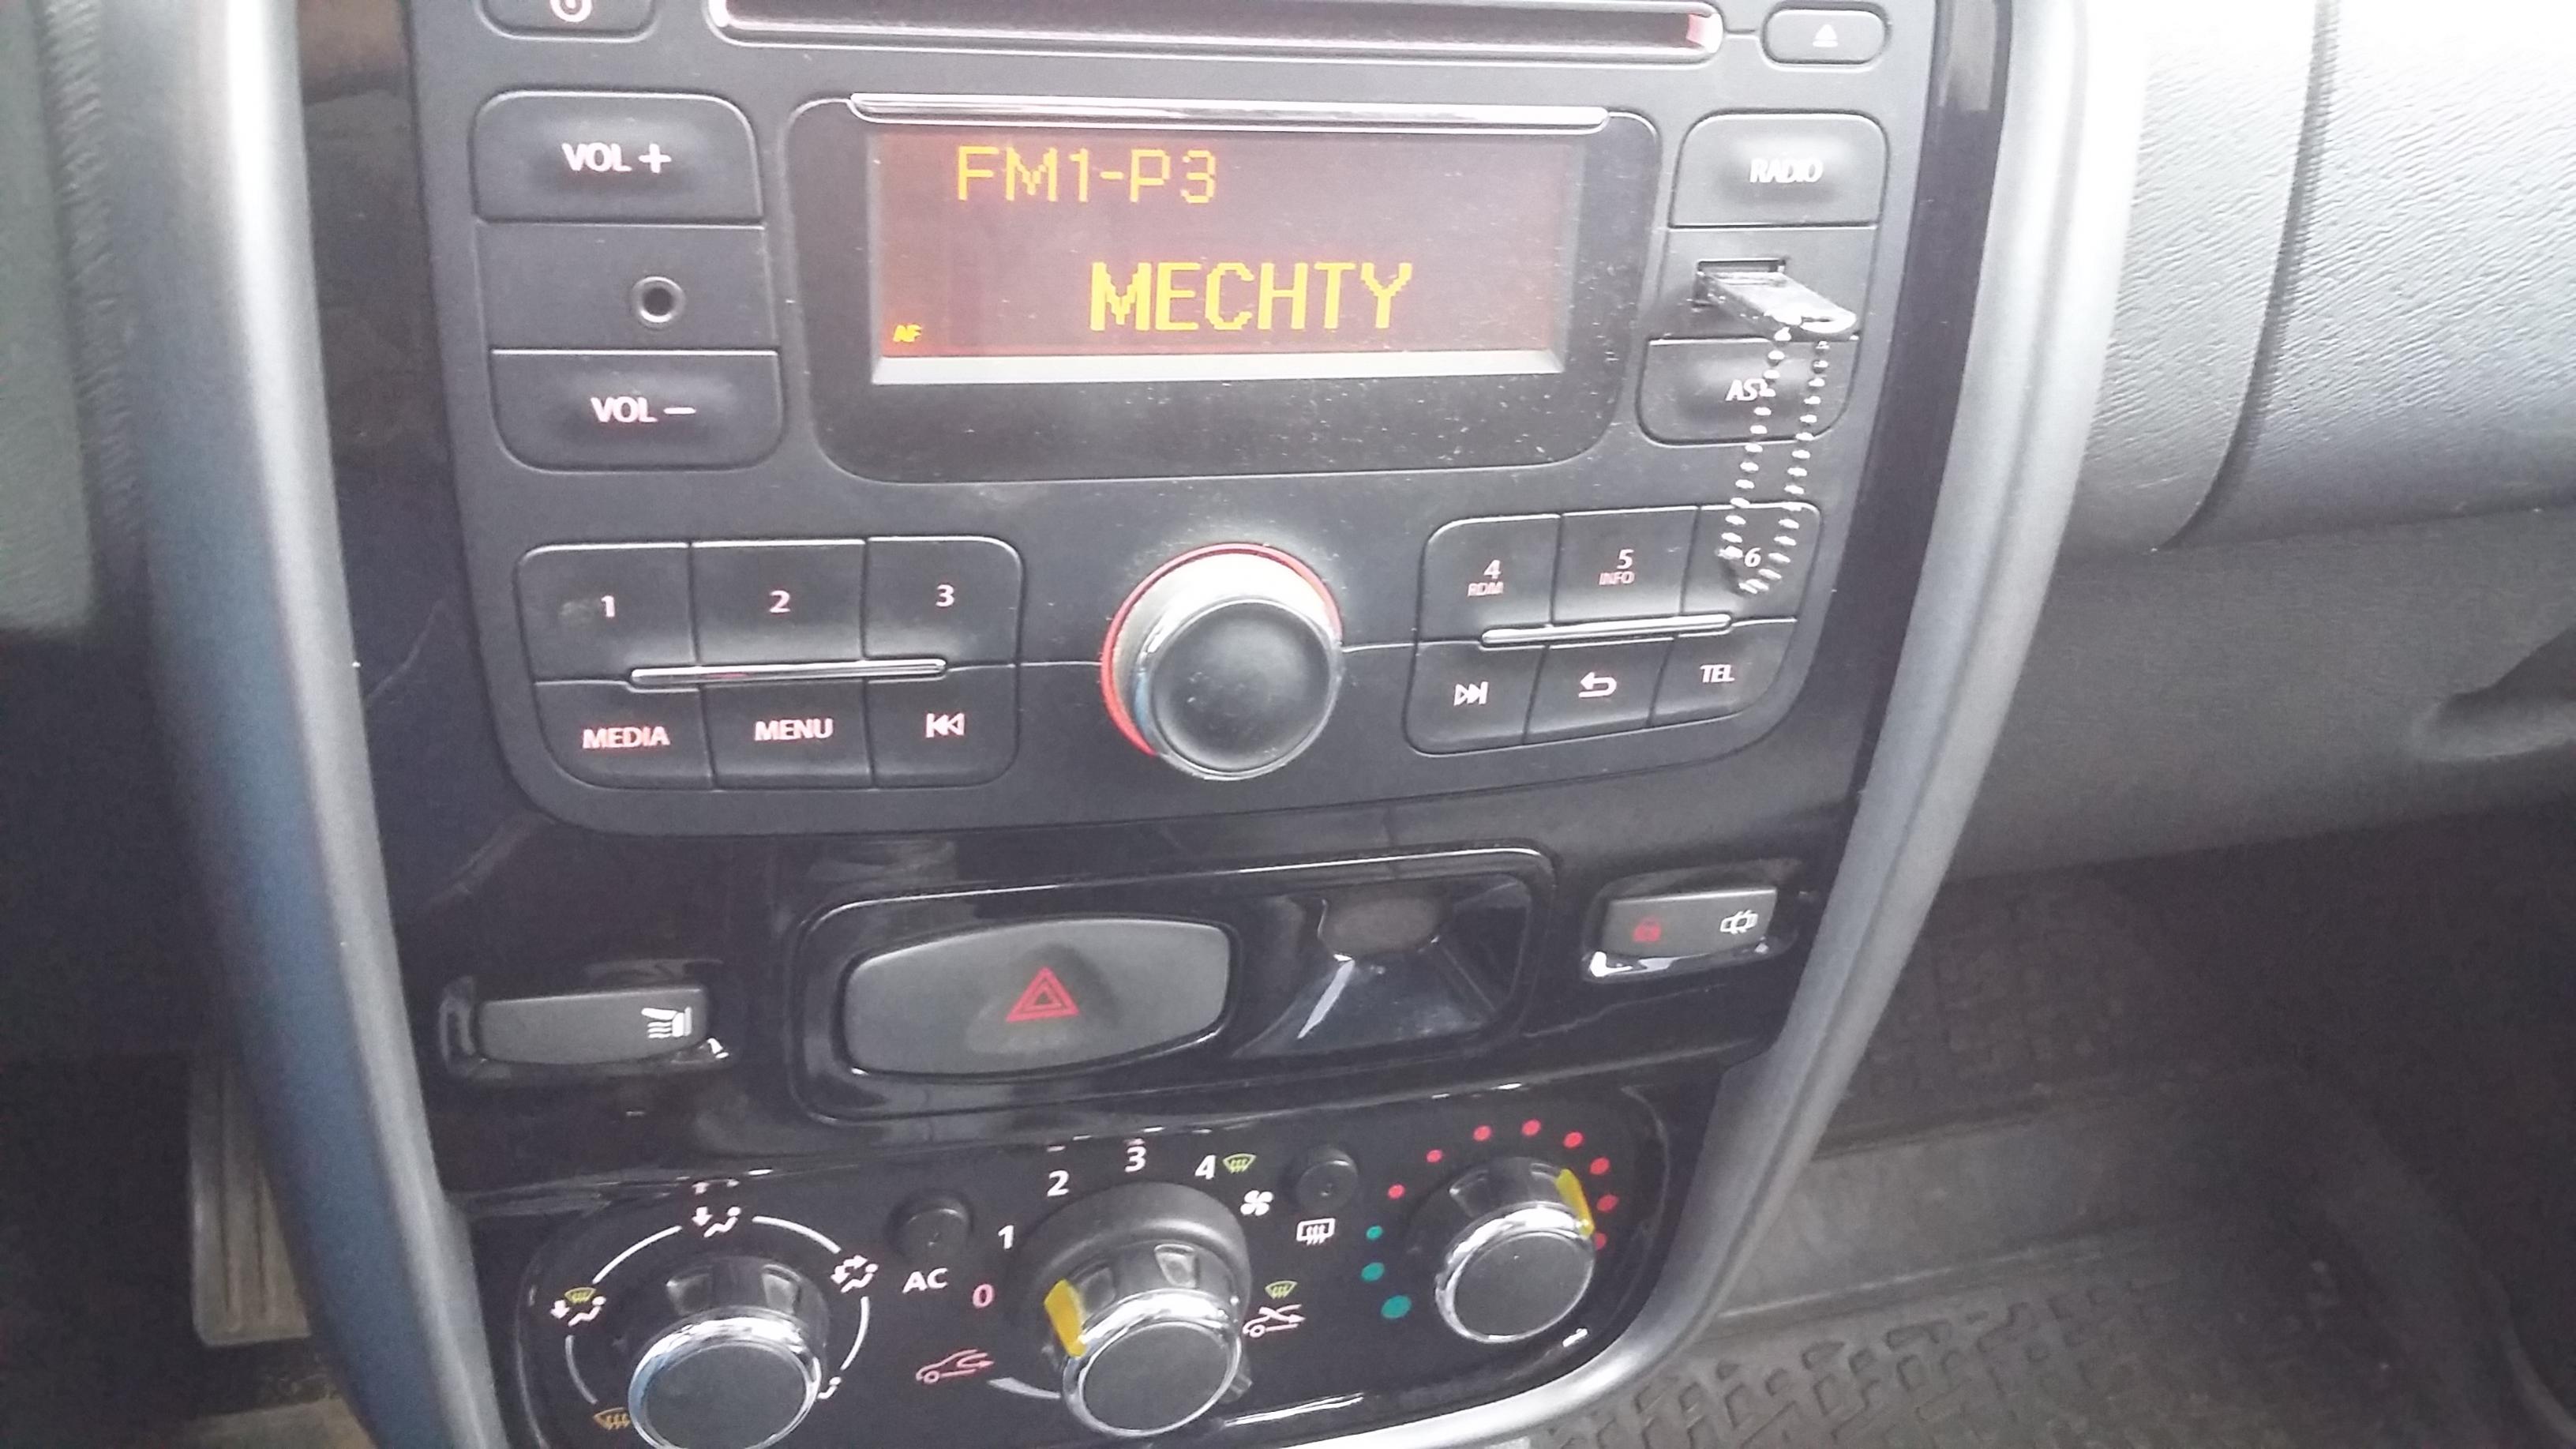 VOL +
FM1-P3
RADIO
MECHTY
AF
VOL —
1
2
3
4
RDM
5
INFO
6
MEDIA
MENU
TEL
2
3
4
1
AC
0